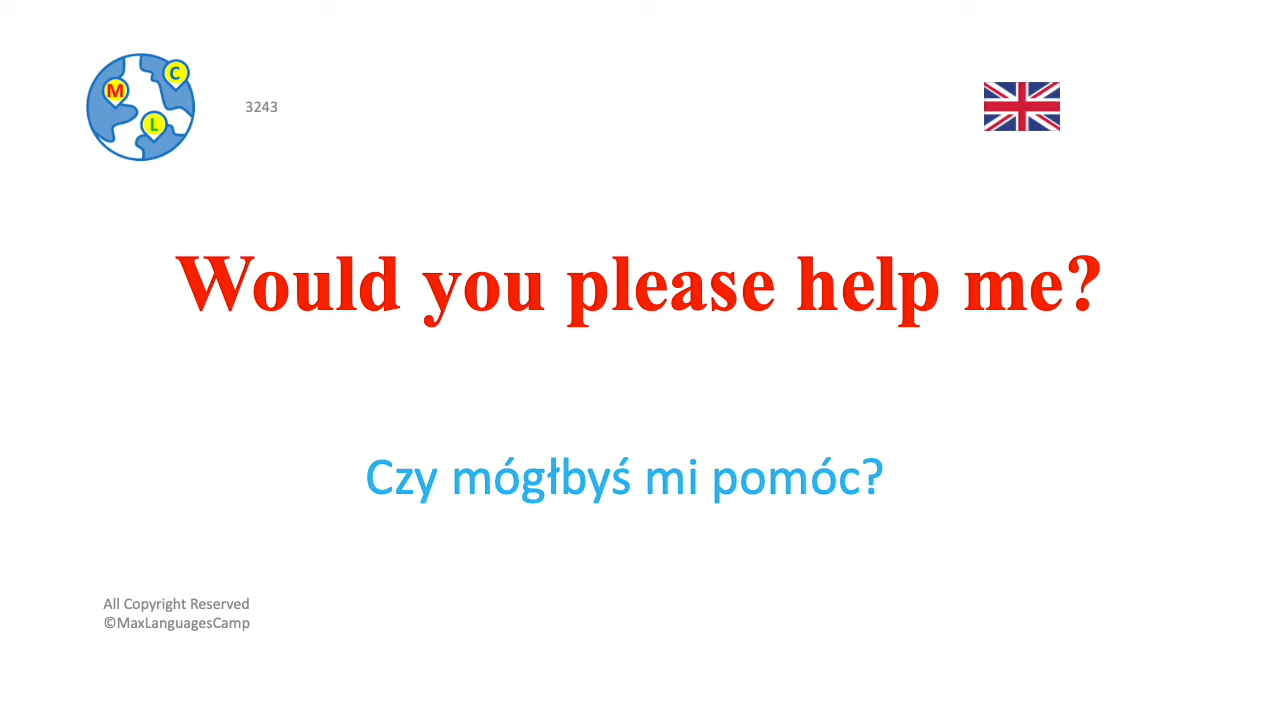 M
C
L
3243
Would you please help me?
Czy mógłbyś mi pomóc?
All Copyright Reserved
©MaxLanguagesCamp